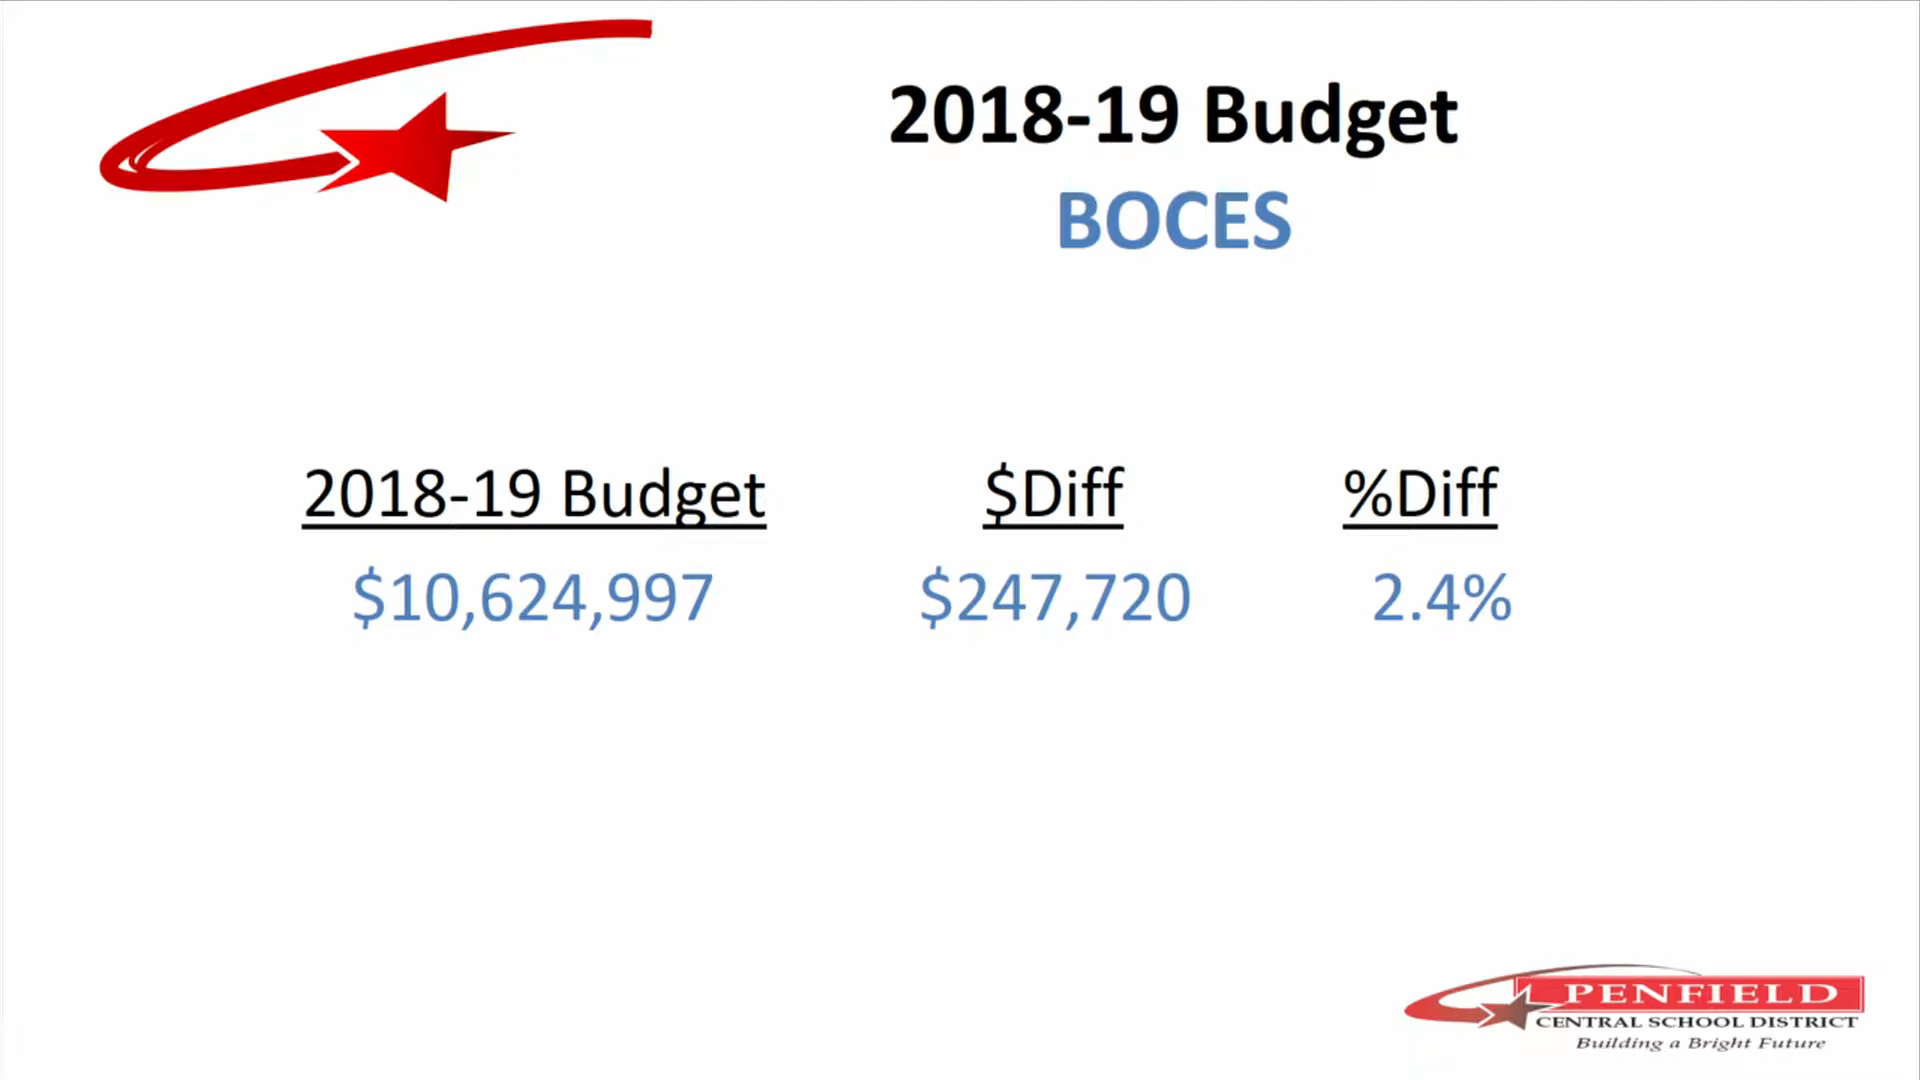 2018-19 Budget
BOCES
2018-19 Budget $Diff %Diff
$10,624,997 $247,720 2.4%
PENFIELD
CENTRAL SCHOOL DISTRICT
Building a Bright Future